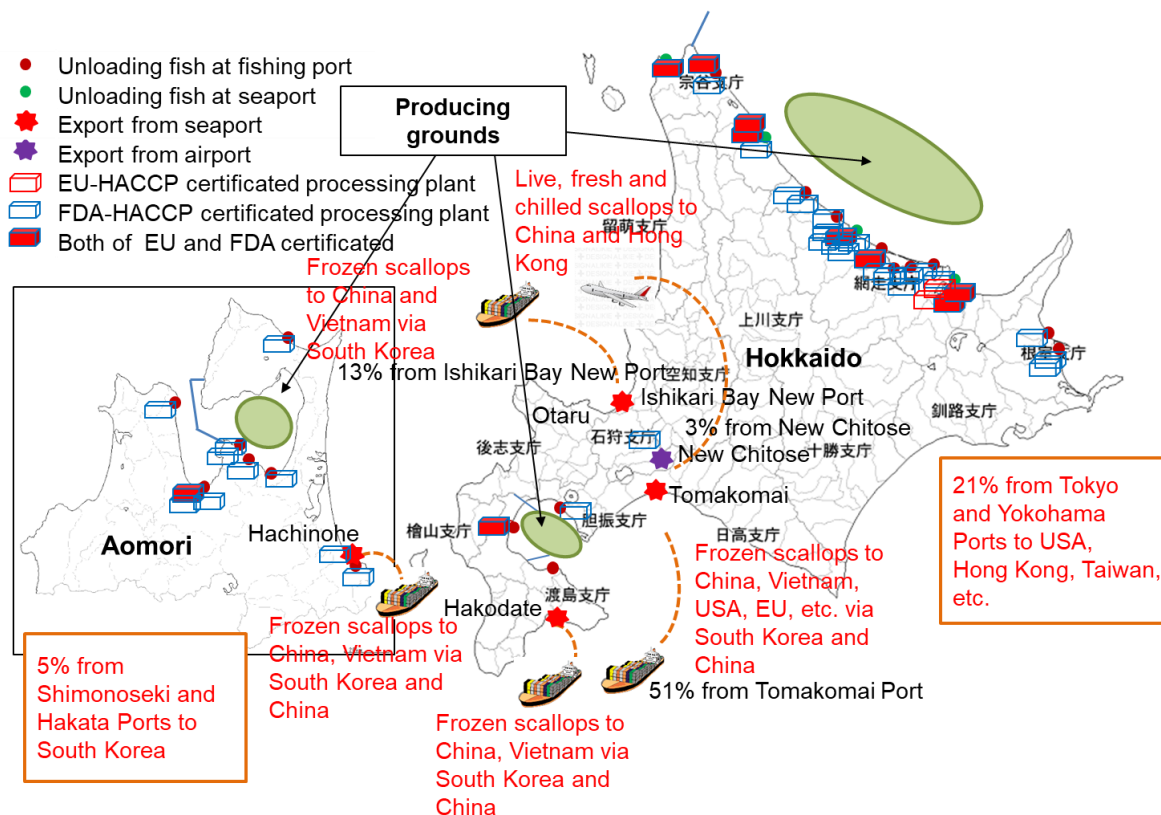 Unloading fish at fishing port
Unloading fish at seaport
Export from seaport
Export from airport
EU-HACCP certificated processing plant
FDA-HACCP certificated processing plant
Both of  EU and FDA certificated
Producing
grounds
Live, fresh and
chilled scallops to
China and Hong
Kong
Frozen scallops
to China and
Vietnam via
South Korea
13% from Ishikari Bay New Port
宗谷支庁
留萌支庁
網走支庁
上川支庁
Hokkaido
根室支庁
空知支庁
釧路支庁
Ishikari Bay New Port
Otaru
石狩支庁
3% from New Chitose
後志支庁
New Chitose
十勝支庁
Tomakomai
胆振支庁
檜山支庁
日高支庁
21% from Tokyo
and Yokohama
Ports to USA,
Hong Kong, Taiwan,
etc.
Aomori
Hachinohe
渡島支庁
Hakodate
Frozen scallops to
China, Vietnam,
USA, EU, etc. via
South Korea and
China
51% from Tomakomai Port
Frozen scallops to
China, Vietnam via
South Korea and
China
5% from
Shimonoseki and
Hakata Ports to
South Korea
Frozen scallops to
China, Vietnam via
South Korea and
China